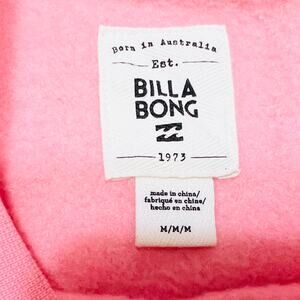 Born in Australia
Est.
BILLA
BONG
1973
made in china/
fabriqué en chine/
hecho en china
M/M/M